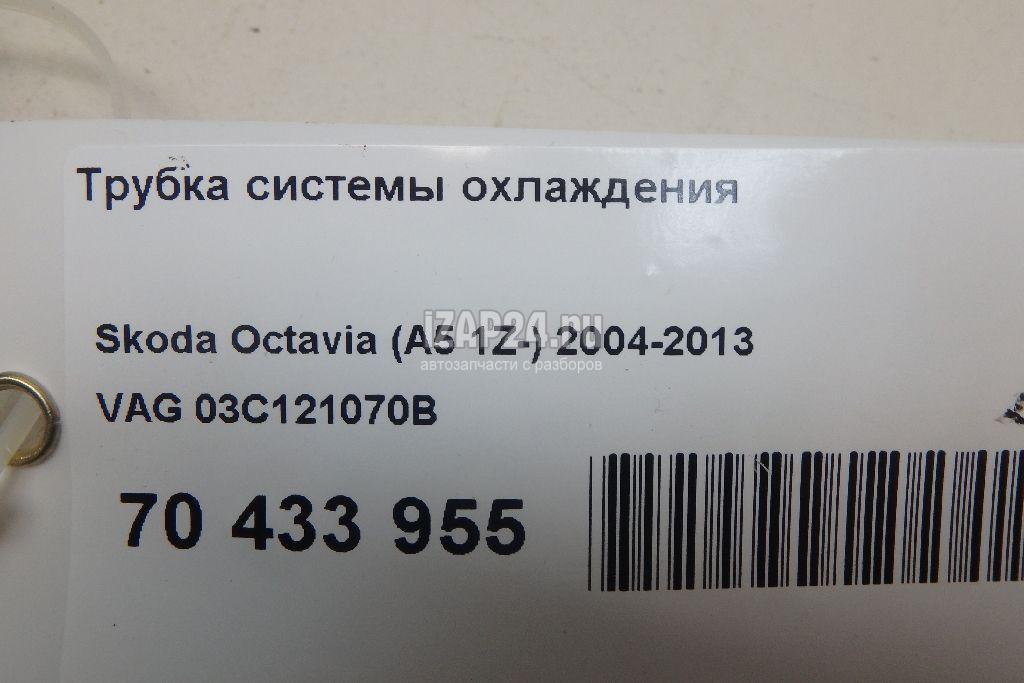 Трубка системы охлаждения
iZAP24.ru
Skoda Octavia (A5 1Z-) 2004-2013
автозапчасти с разборов
VAG 03C121070B
70 433 955